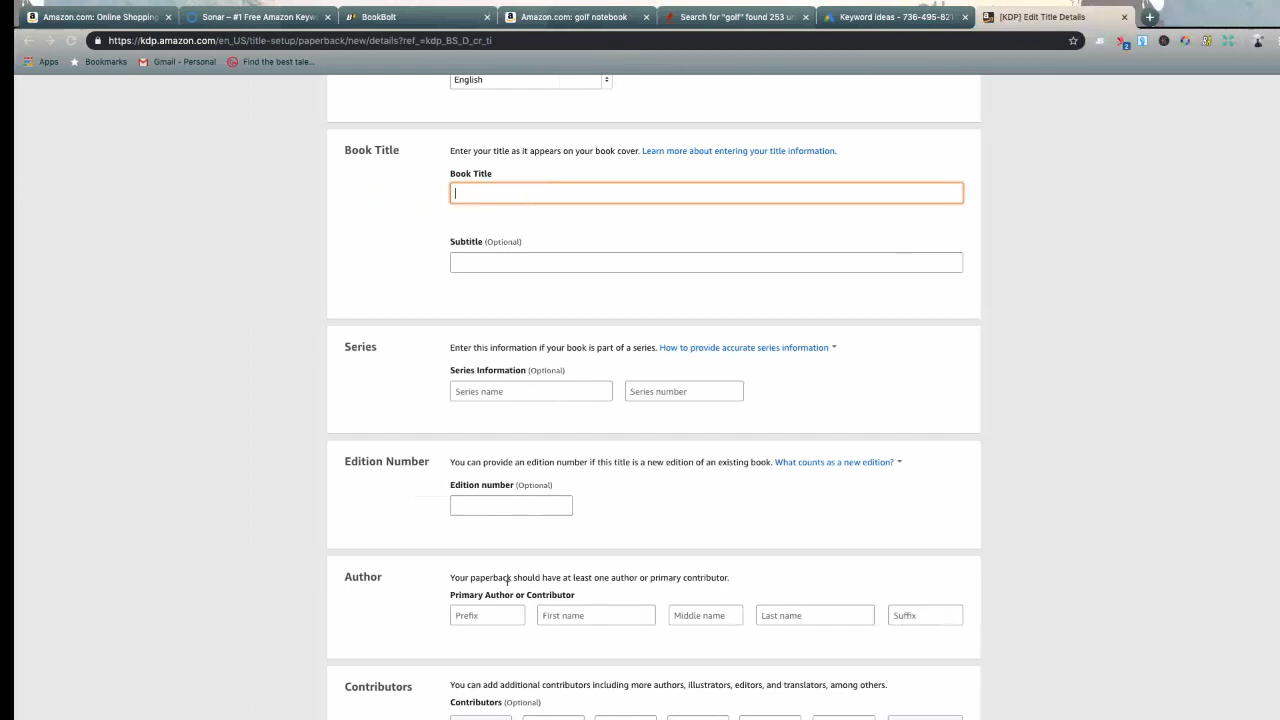 Amazon.com: Online Shopping
Sonar – #1 Free Amazon Keyw
BookBolt
Amazon.com: golf notebook
Search for "golf" found 253 un
Keyword Ideas - 736-495-821
[KDP] Edit Title Details
https://kdp.amazon.com/en_US/title-setup/paperback/new/details?ref_=kdp_BS_D_cr_ti
Apps
Bookmarks
Gmail - Personal
Find the best tale...
English
Book Title
Enter your title as it appears on your book cover. Learn more about entering your title information.
Book Title
Subtitle (Optional)
Series
Enter this information if your book is part of a series. How to provide accurate series information
Series Information (Optional)
Series name
Series number
Edition Number
You can provide an edition number if this title is a new edition of an existing book. What counts as a new edition?
Edition number (Optional)
Author
Your paperback should have at least one author or primary contributor.
Primary Author or Contributor
Prefix
First name
Middle name
Last name
Suffix
Contributors
You can add additional contributors including more authors, illustrators, editors, and translators, among others.
Contributors (Optional)